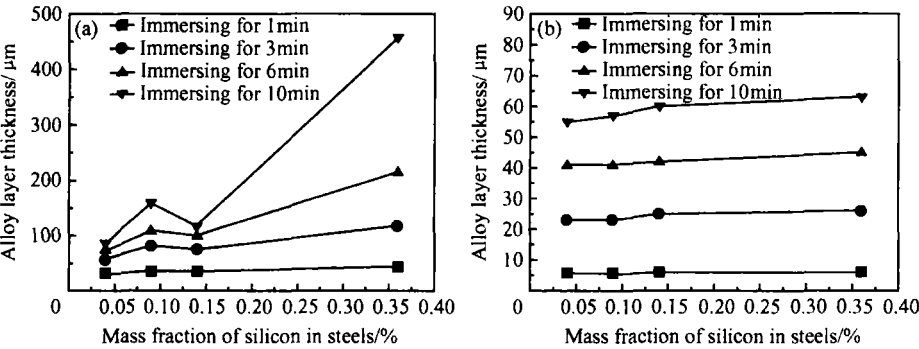 (a)
Immersing for 1min
Immersing for 3min
Immersing for 6min
Immersing for 10min
500
400
300
200
100
0
0.05 0.10 0.15 0.20 0.25 0.30 0.35 0.40
Alloy layer thickness/ μm
Mass fraction of silicon in steels/%
(b)
Immersing for 1min
Immersing for 3min
Immersing for 6min
Immersing for 10min
90
80
70
60
50
40
30
20
10
0
0.05 0.10 0.15 0.20 0.25 0.30 0.35 0.40
Alloy layer thickness/ μm
Mass fraction of silicon in steels/%